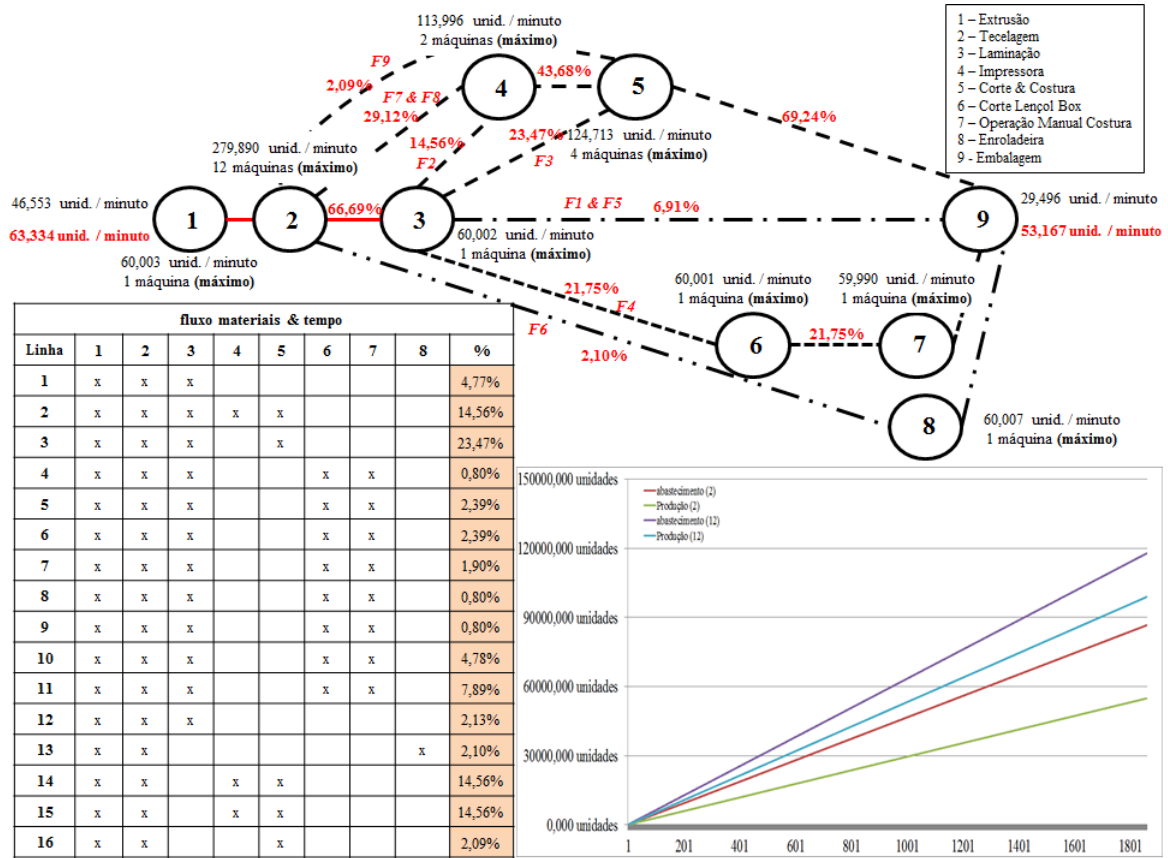 113,996 unid. / minuto
2 máquinas (máximo)
1 – Extrusão
2 – Tecelagem
3 – Laminação
4 – Impressora
5 – Corte & Costura
6 – Corte Lençol Box
7 – Operação Manual Costura
8 – Enroladeira
9 - Embalagem
F9
2,09%
4
43,68%
5
F7 & F8
29,12%
69,24%
14,56%
F2
23,47%
F3
124,713 unid. / minuto
4 máquinas (máximo)
279,890 unid. / minuto
12 máquinas (máximo)
46,553 unid. / minuto
63,334 unid. / minuto
1
2
66,69%
3
F1 & F5
6,91%
9
29,496 unid. / minuto
53,167 unid. / minuto
60,003 unid. / minuto
1 máquina (máximo)
60,002 unid. / minuto
1 máquina (máximo)
21,75%
F4
F6
2,10%
60,001 unid. / minuto
1 máquina (máximo)
59,990 unid. / minuto
1 máquina (máximo)
6
21,75%
7
8
60,007 unid. / minuto
1 máquina (máximo)
fluxo materiais & tempo
Linha 1 2 3 4 5 6 7 8 %
1 x x x 4,77%
2 x x x x x 14,56%
3 x x x x 23,47%
4 x x x x x 0,80%
5 x x x x x 2,39%
6 x x x x x 2,39%
7 x x x x x 1,90%
8 x x x x x 0,80%
9 x x x x x 0,80%
10 x x x x x 4,78%
11 x x x x x 7,89%
12 x x x 2,13%
13 x x x 2,10%
14 x x x x 14,56%
15 x x x x 14,56%
16 x x x 2,09%
150000,000 unidades
120000,000 unidades
90000,000 unidades
60000,000 unidades
30000,000 unidades
0,000 unidades
abastecimento (2)
Produção (2)
abastecimento (12)
Produção (12)
1 201 401 601 801 1001 1201 1401 1601 1801